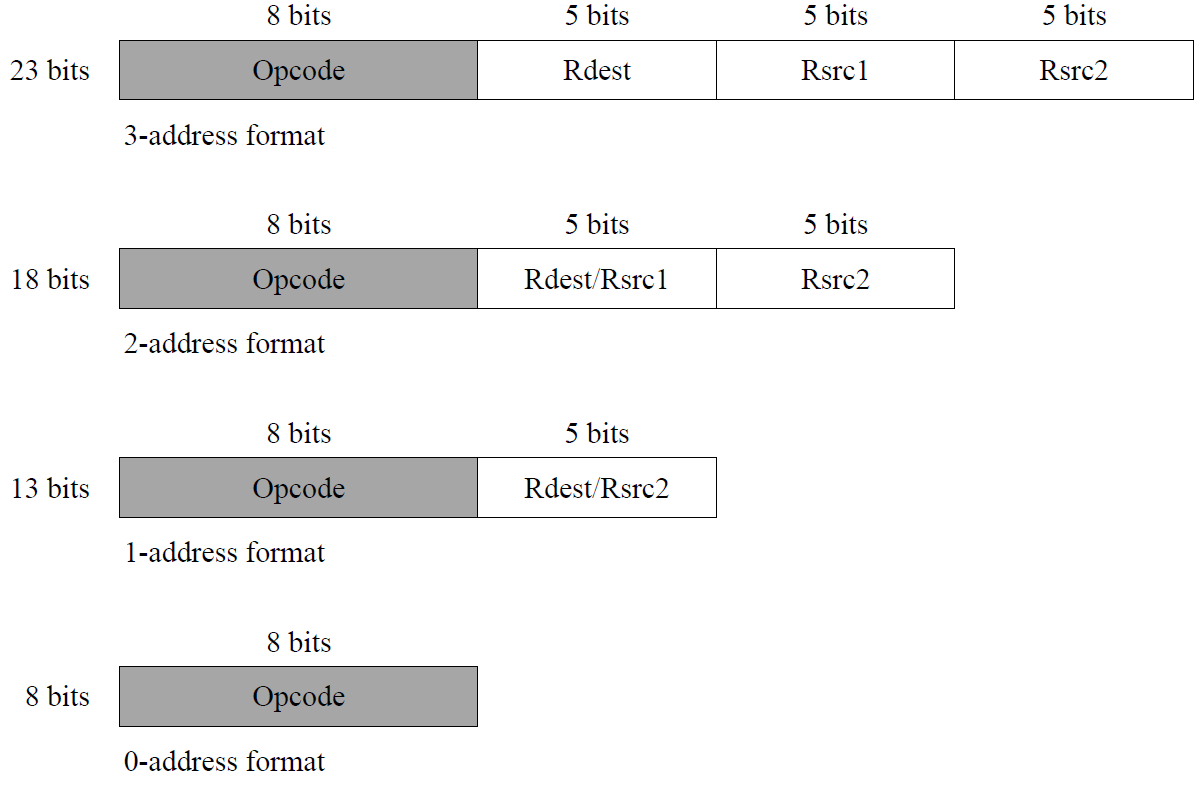 8 bits 5 bits 5 bits 5 bits
23 bits Opcode Rdest Rsrc1 Rsrc2
3-address format
8 bits 5 bits 5 bits
18 bits Opcode Rdest/Rsrc1 Rsrc2
2-address format
8 bits 5 bits
13 bits Opcode Rdest/Rsrc2
1-address format
8 bits
8 bits Opcode
0-address format